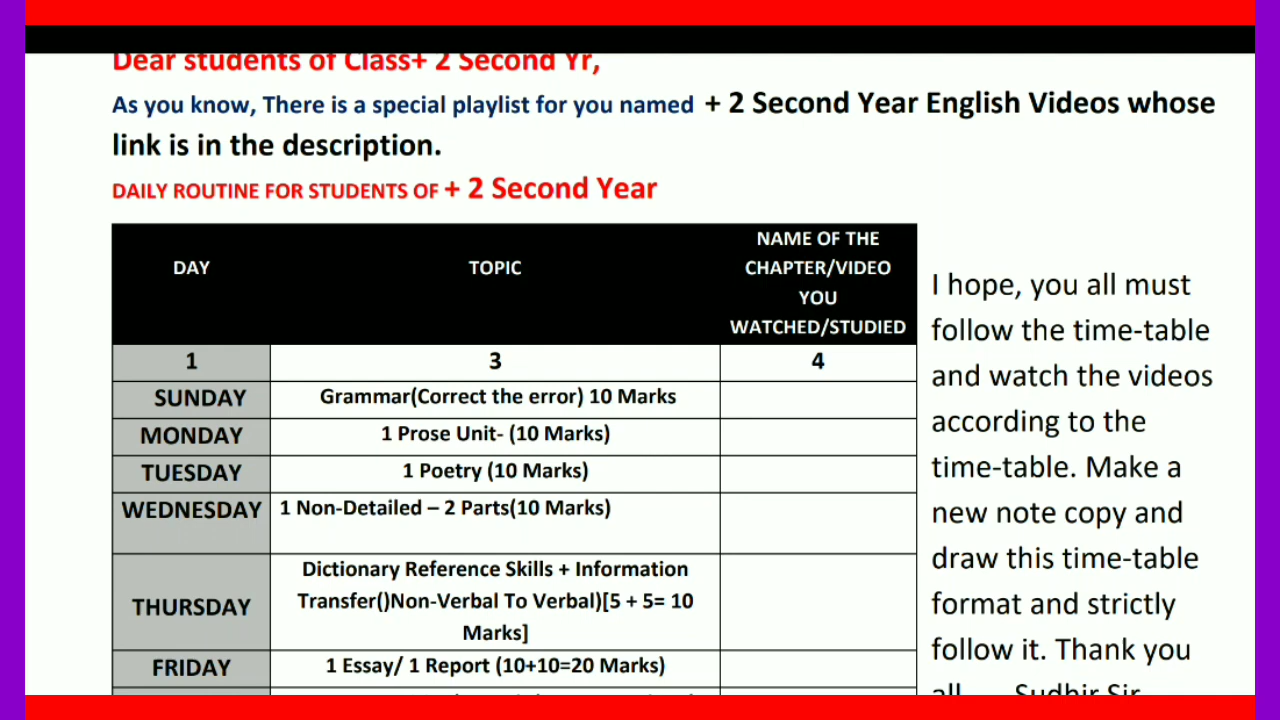 Dear students of Class+ 2 Second Yr,
As you know, There is a special playlist for you named + 2 Second Year English Videos whose
link is in the description.
DAILY ROUTINE FOR STUDENTS OF + 2 Second Year
DAY
TOPIC
NAME OF THE
CHAPTER/VIDEO
YOU
WATCHED/STUDIED
1
3
4
SUNDAY
Grammar(Correct the error) 10 Marks
MONDAY
1 Prose Unit- (10 Marks)
TUESDAY
1 Poetry (10 Marks)
WEDNESDAY
1 Non-Detailed – 2 Parts(10 Marks)
THURSDAY
Dictionary Reference Skills + Information
Transfer()Non-Verbal To Verbal)[5 + 5= 10
Marks]
FRIDAY
1 Essay/ 1 Report (10+10=20 Marks)
I hope, you all must
follow the time-table
and watch the videos
according to the
time-table. Make a
new note copy and
draw this time-table
format and strictly
follow it. Thank you
all Sudhir Sir